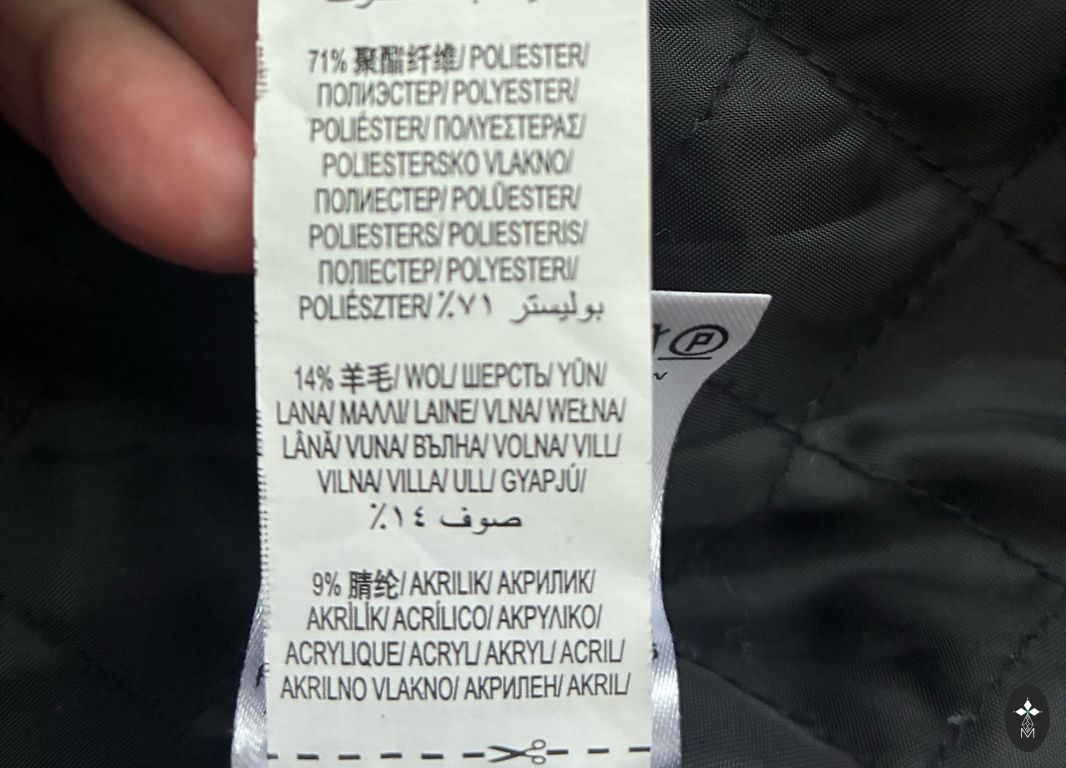 71% 聚酯纤维/ POLIESTER/
ПОЛИЭСТЕР/ POLYESTER/
POLIÉSTER/ ΠΟΛΥΕΣΤΕΡΑΣ/
POLIESTERSKO VLAKNO/
ПОЛИЕСТЕР/ POLÜESTER/
POLIESTERS/ POLIESTERIS/
ПОЛІЕСТЕР/ POLYESTERI/
POLIÉSZTER/ بوليستر ٧١٪
14% 羊毛/ WOL/ ШЕРСТЬ/ YÜN/
LANA/ ΜΑΛΛΙ/ LAINE/ VLNA/ WEŁNA/
LÂNĂ/ VUNA/ ВЪЛНА/ VOLNA/ VILL/
VILNA/ VILLA/ ULL/ GYAPJÚ/
صوف ١٤٪
9% 腈纶/ AKRILIK/ АКРИЛИК/
AKRİLİK/ ACRÍLICO/ ΑΚΡΥΛΙΚΟ/
ACRYLIQUE/ ACRYL/ AKRYL/ ACRIL/
AKRILNO VLAKNO/ АКРИЛЕН/ AKRIL/
P
M